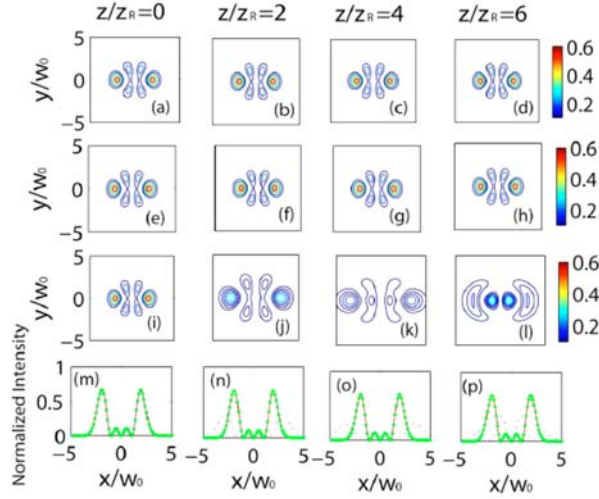 z/zR=0 z/zR=2 z/zR=4 z/zR=6
y/w0 5 0 -5 (a) (b) (c) (d) 0.6 0.4 0.2
y/w0 5 0 -5 (e) (f) (g) (h) 0.6 0.4 0.2
y/w0 5 0 -5 (i) (j) (k) (l) 0.6 0.4 0.2
Normalized Intensity 1 0.5 0 (m) (n) (o) (p)
-5 0 5 -5 0 5 -5 0 5 -5 0 5
x/w0 x/w0 x/w0 x/w0